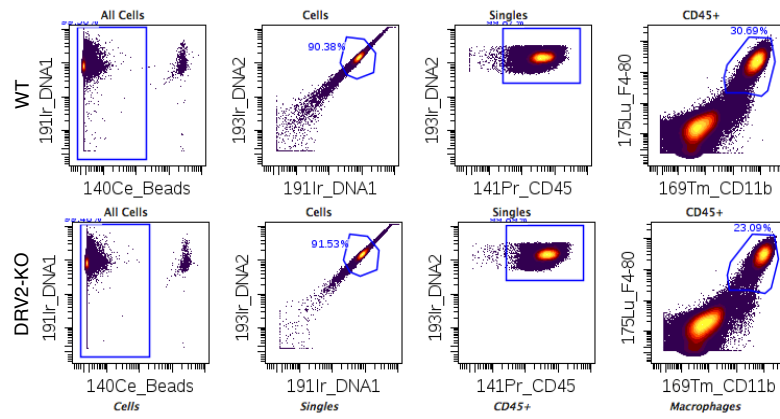 All Cells
Cells
Singles
CD45+
WT
191Ir_DNA1
140Ce_Beads
90.38%
193Ir_DNA2
191Ir_DNA1
193Ir_DNA2
141Pr_CD45
30.69%
175Lu_F4-80
169Tm_CD11b
All Cells
Cells
Singles
CD45+
DRV2-KO
191Ir_DNA1
140Ce_Beads
91.53%
193Ir_DNA2
191Ir_DNA1
193Ir_DNA2
141Pr_CD45
23.09%
175Lu_F4-80
169Tm_CD11b
Cells
Singles
CD45+
Macrophages